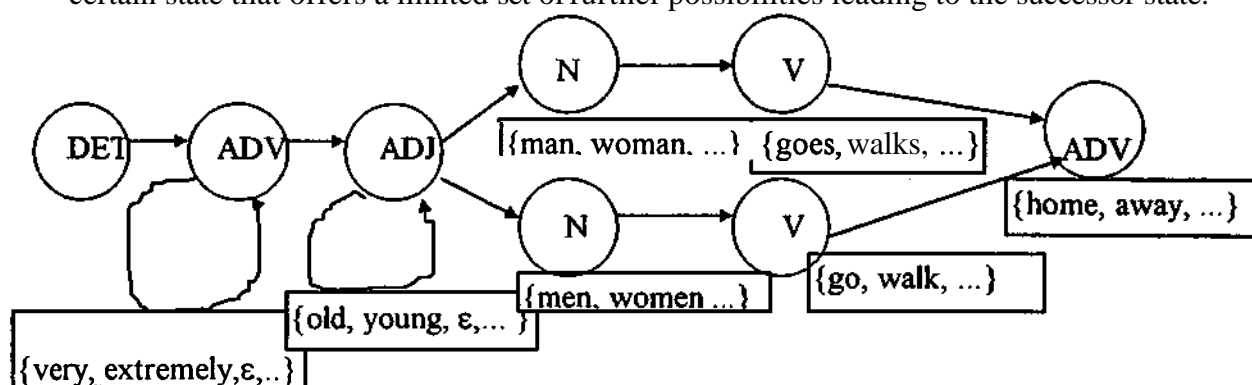 certain state that offers a limited set of further possibilities leading to the successor state.
N V
DET ADV ADJ ADV
{man, woman, ...} {goes, walks, ...}
{home, away, ...}
N V
{go, walk, ...}
{men, women ...}
{old, young, ε,... }
{very, extremely,ε,..}